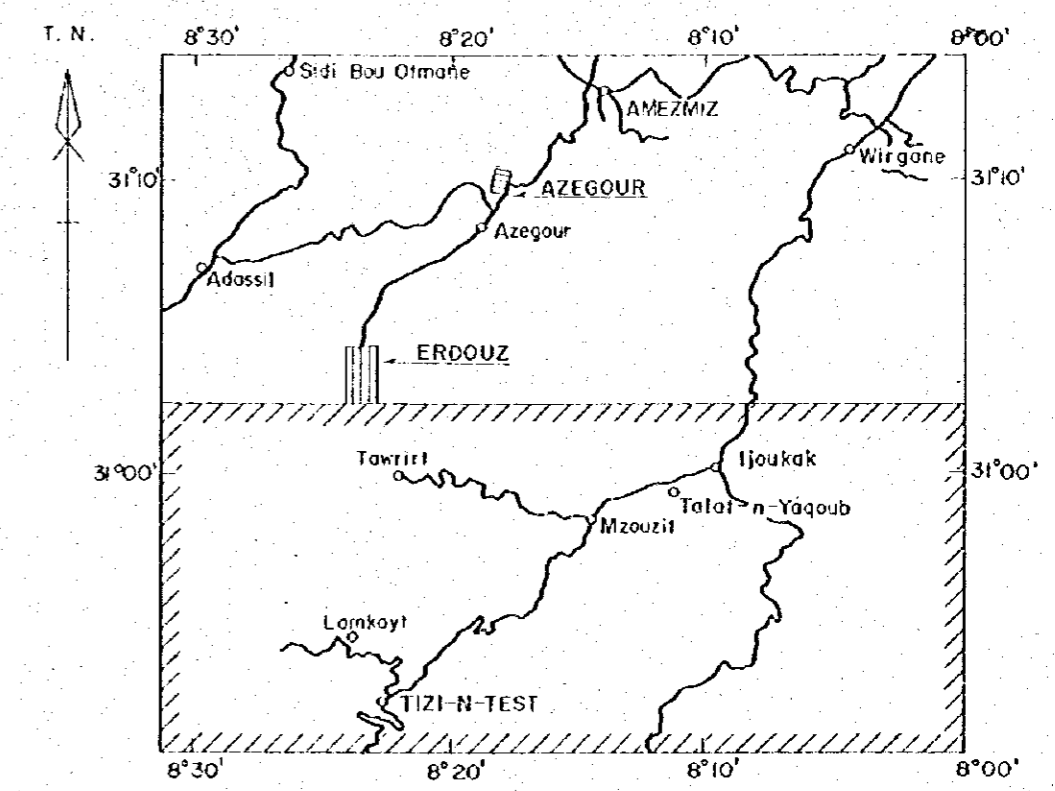 T. N.
8°30'
8°20'
8°10'
8°00'
Sidi Bou Otmane
AMEZMIZ
Wirgane
31°10'
AZEGOUR
31°10'
Azegour
Adassil
ERDOUZ
31°00'
Tawrirt
Ijoukak
31°00'
Talat-n-Yaqoub
Mzouzit
Lamkayt
TIZI-N-TEST
8°30'
8°20'
8°10'
8°00'